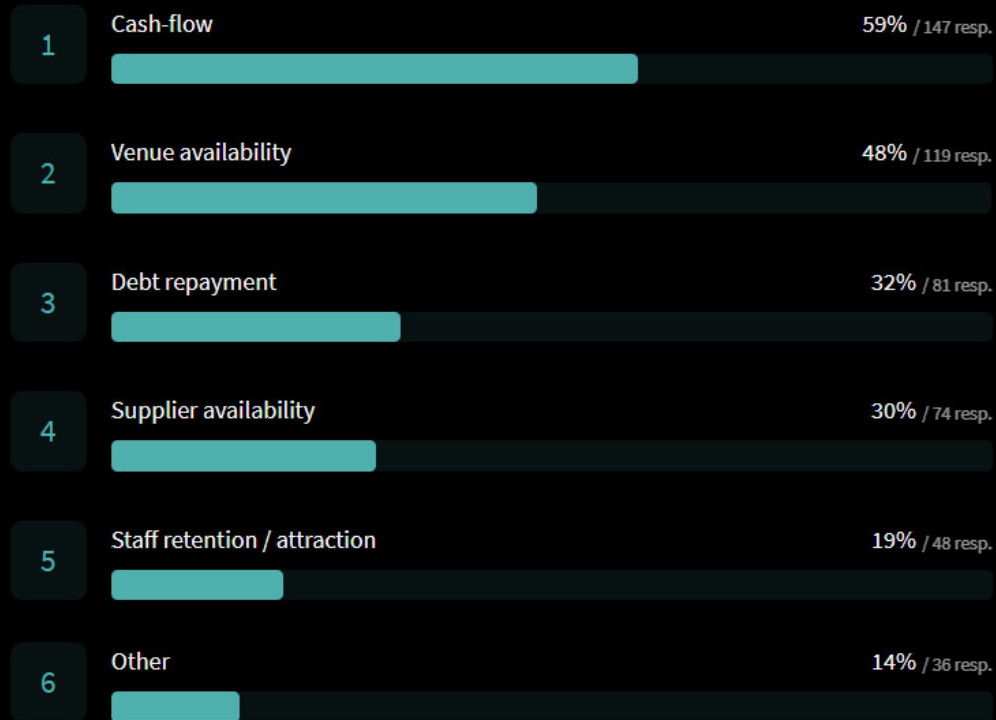 1
Cash-flow 59% / 147 resp.
2
Venue availability 48% / 119 resp.
3
Debt repayment 32% / 81 resp.
4
Supplier availability 30% / 74 resp.
5
Staff retention / attraction 19% / 48 resp.
6
Other 14% / 36 resp.